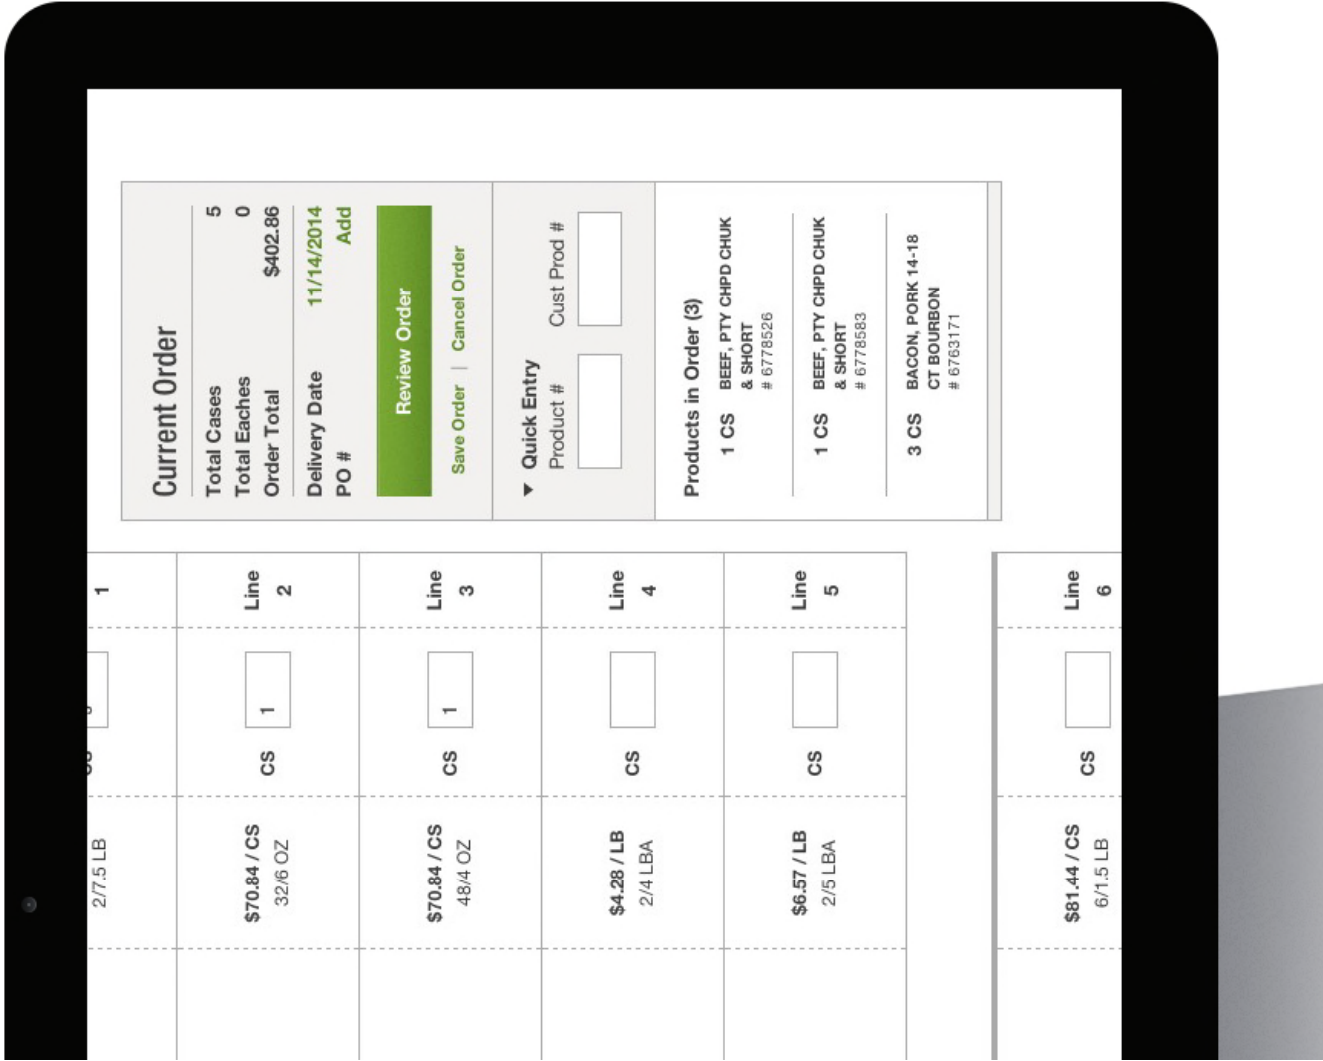 Current Order
Total Cases 5
Total Eaches 0
Order Total $402.86
Delivery Date 11/14/2014
PO # Add
Review Order
Save Order | Cancel Order
▼ Quick Entry
Product # Cust Prod #
Products in Order (3)
1 CS BEEF, PTY CHPD CHUK
& SHORT
# 6778526
1 CS BEEF, PTY CHPD CHUK
& SHORT
# 6778583
3 CS BACON, PORK 14-18
CT BOURBON
# 6763171
1
2/7.5 LB
$70.84 / CS CS 1 Line
32/6 OZ 2
$70.84 / CS CS 1 Line
48/4 OZ 3
$4.28 / LB CS Line
2/4 LBA 4
$6.57 / LB CS Line
2/5 LBA 5
$81.44 / CS CS Line
6/1.5 LB 6